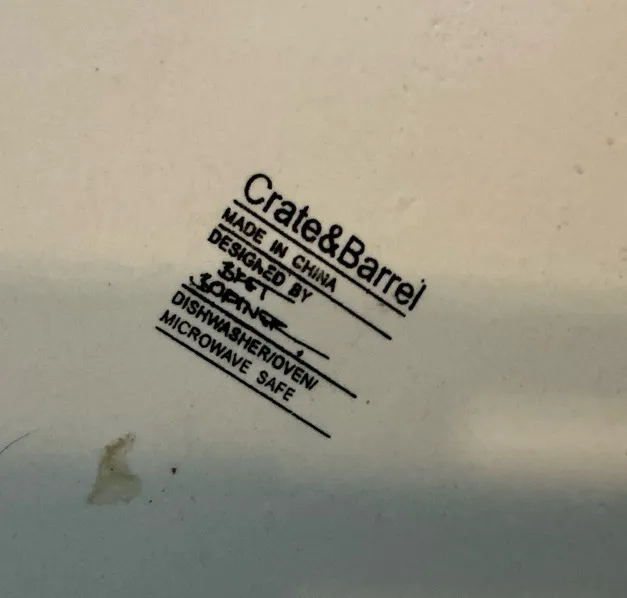 Crate&Barrel
MADE IN CHINA
DESIGNED BY
DISHWASHER/OVEN/
MICROWAVE SAFE